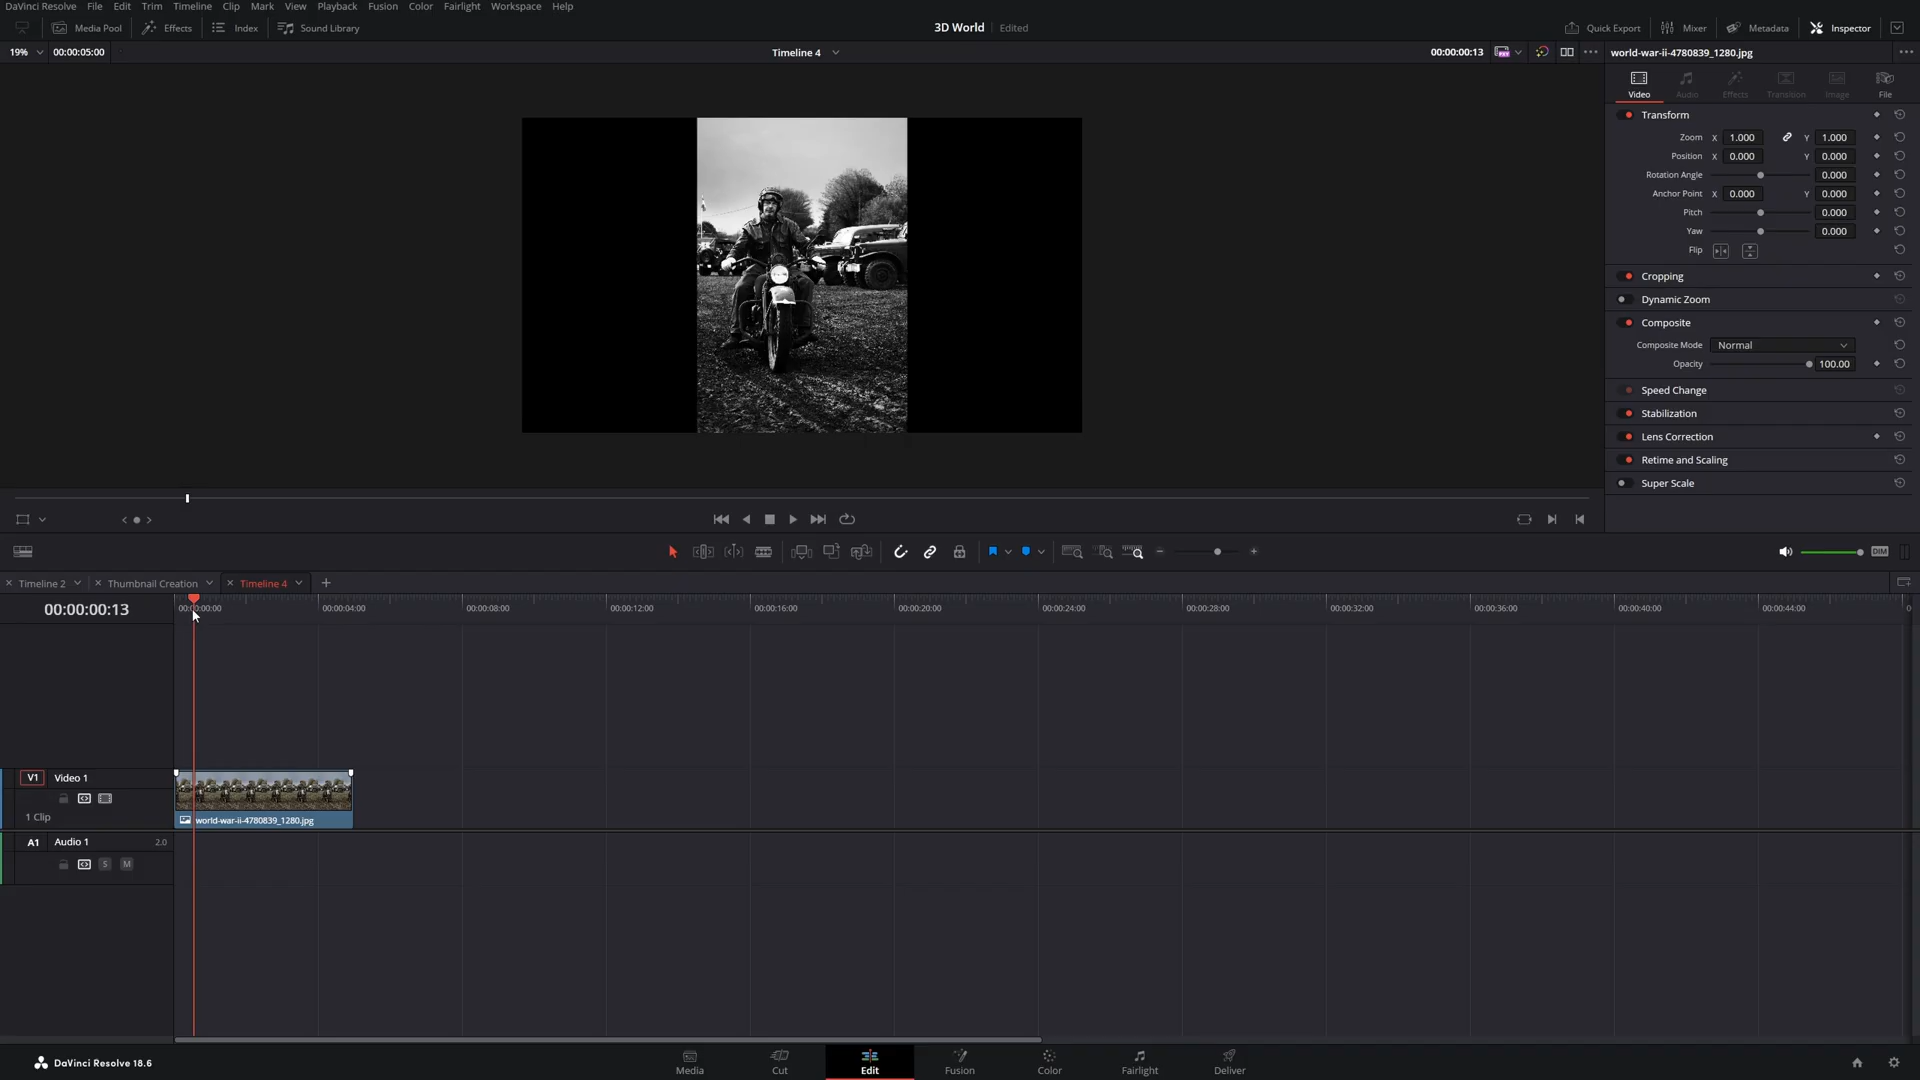 DaVinci Resolve File Edit Trim Timeline Clip Mark View Playback Fusion Color Fairlight Workspace Help
Media Pool Effects Index Sound Library 3D World Edited Quick Export Mixer Metadata Inspector
19% 00:00:05:00 Timeline 4 00:00:00:13 world-war-ii-4780839_1280.jpg
Video Audio Effects Transition Image File
Transform
Zoom X 1.000 Y 1.000
Position X 0.000 Y 0.000
Rotation Angle 0.000
Anchor Point X 0.000 Y 0.000
Pitch 0.000
Yaw 0.000
Flip
Cropping
Dynamic Zoom
Composite
Composite Mode Normal
Opacity 100.00
Speed Change
Stabilization
Lens Correction
Retime and Scaling
Super Scale
DIM
Timeline 2 Thumbnail Creation Timeline 4
00:00:00:13 00:00:00:00 00:00:04:00 00:00:08:00 00:00:12:00 00:00:16:00 00:00:20:00 00:00:24:00 00:00:28:00 00:00:32:00 00:00:36:00 00:00:40:00 00:00:44:00 0
V1 Video 1
1 Clip
world-war-ii-4780839_1280.jpg
A1 Audio 1 2.0
S M
DaVinci Resolve 18.6 Media Cut Edit Fusion Color Fairlight Deliver